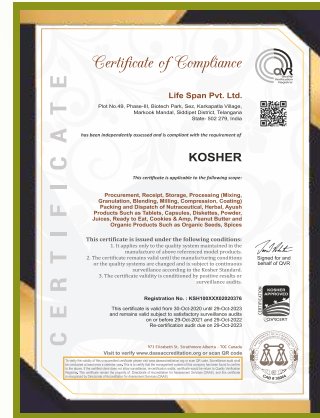 CERTIFICATE
Certificate of Compliance
QVR
Life Span Pvt. Ltd.
Plot No.49, Phase-III, Biotech Park, Soz, Karkapatla Village,
Markook Mandal, Siddipet District, Telangana
State- 502 279, India
has been independently assessed and is compliant with the requirement of
KOSHER
This certificate is applicable to the following scope:
Procurement, Receipt, Storage, Processing (Mixing,
Granulation, Blending, Milling, Compression, Coating)
Packing and Dispatch of Nutraceutical, Herbal, Ayush
Products Such as Tablets, Capsules, Diskettes, Powder,
Juices, Ready to Eat, Cookies & Amp, Peanut Butter and
Organic Products Such as Organic Seeds, Spices
This certificate is issued under the following conditions:
1. It applies only to the quality system maintained in the
manufacture of above referenced model products.
2. The certificate remains valid until the manufacturing conditions
or the quality systems are changed and is subject to continuous
surveillance according to the Kosher Standard.
3. The certificate validity is conditioned by positive results or
surveillance audits.
Signed for and
behalf of QVR
Registration No. : KSH100XXX02020376
This certificate is valid from 30-Oct-2020 until 29-Oct-2023
and remains valid subject to satisfactory surveillance audits
on or before 29-Oct-2021 and 29-Oct-2022
Re-certification audit due on 29-Oct-2023
KOSHER
APPROVED
Visit to verify www.daseaccreditation.org or scan QR code